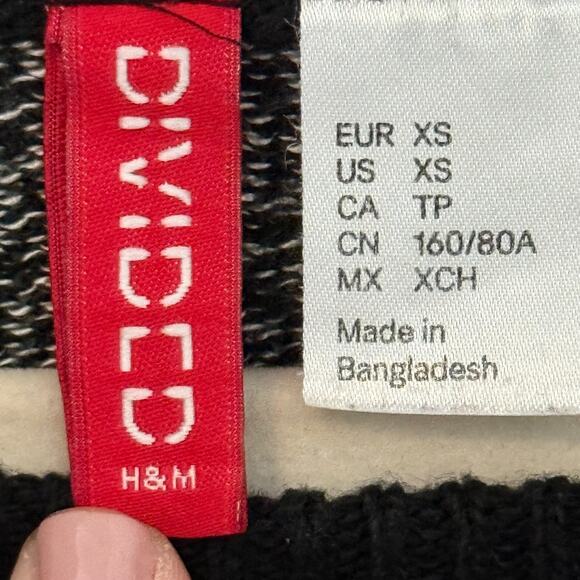 DIVIDED
H&M
EUR XS
US XS
CA TP
CN 160/80A
MX XCH
Made in
Bangladesh